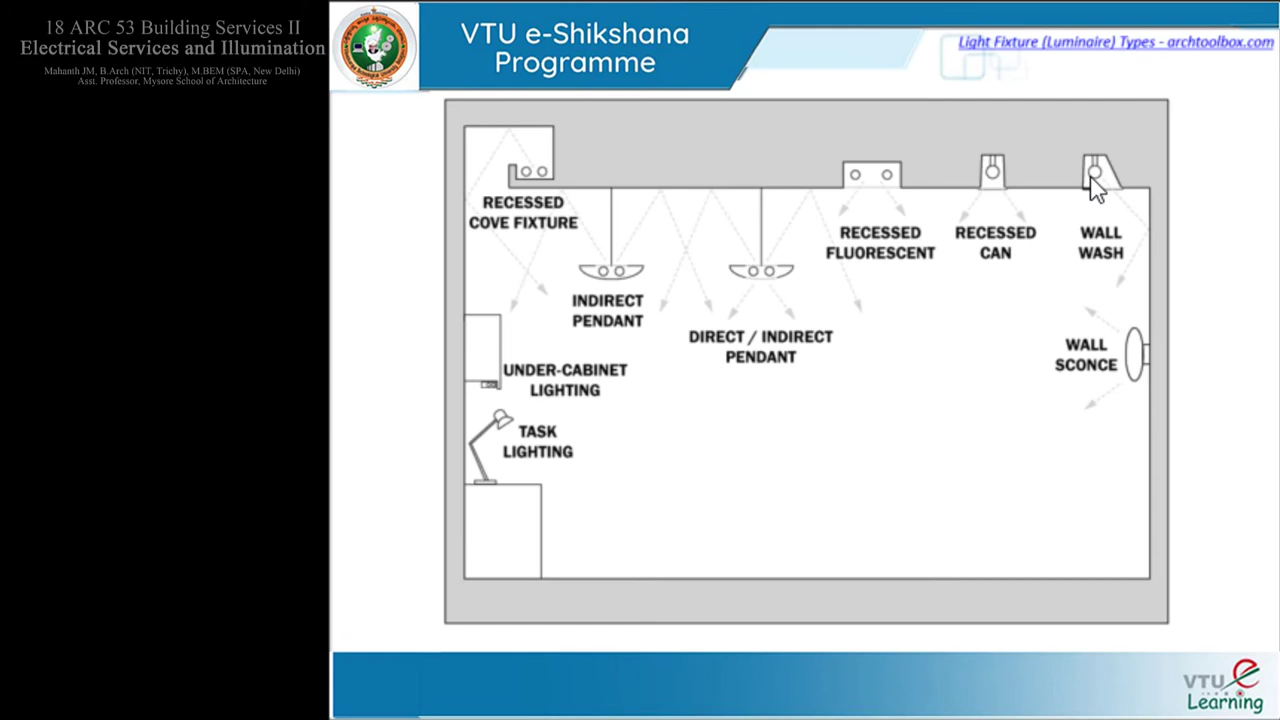 18 ARC 53 Building Services II
Electrical Services and Illumination
Mahanth JM, B.Arch (NIT, Trichy), M.BEM (SPA, New Delhi)
Asst. Professor, Mysore School of Architecture
VTU e-Shikshana
Programme
Light Fixture (Luminaire) Types - archtoolbox.com
RECESSED
COVE FIXTURE
INDIRECT
PENDANT
DIRECT / INDIRECT
PENDANT
RECESSED
FLUORESCENT
RECESSED
CAN
WALL
WASH
WALL
SCONCE
UNDER-CABINET
LIGHTING
TASK
LIGHTING
VTU e
Learning